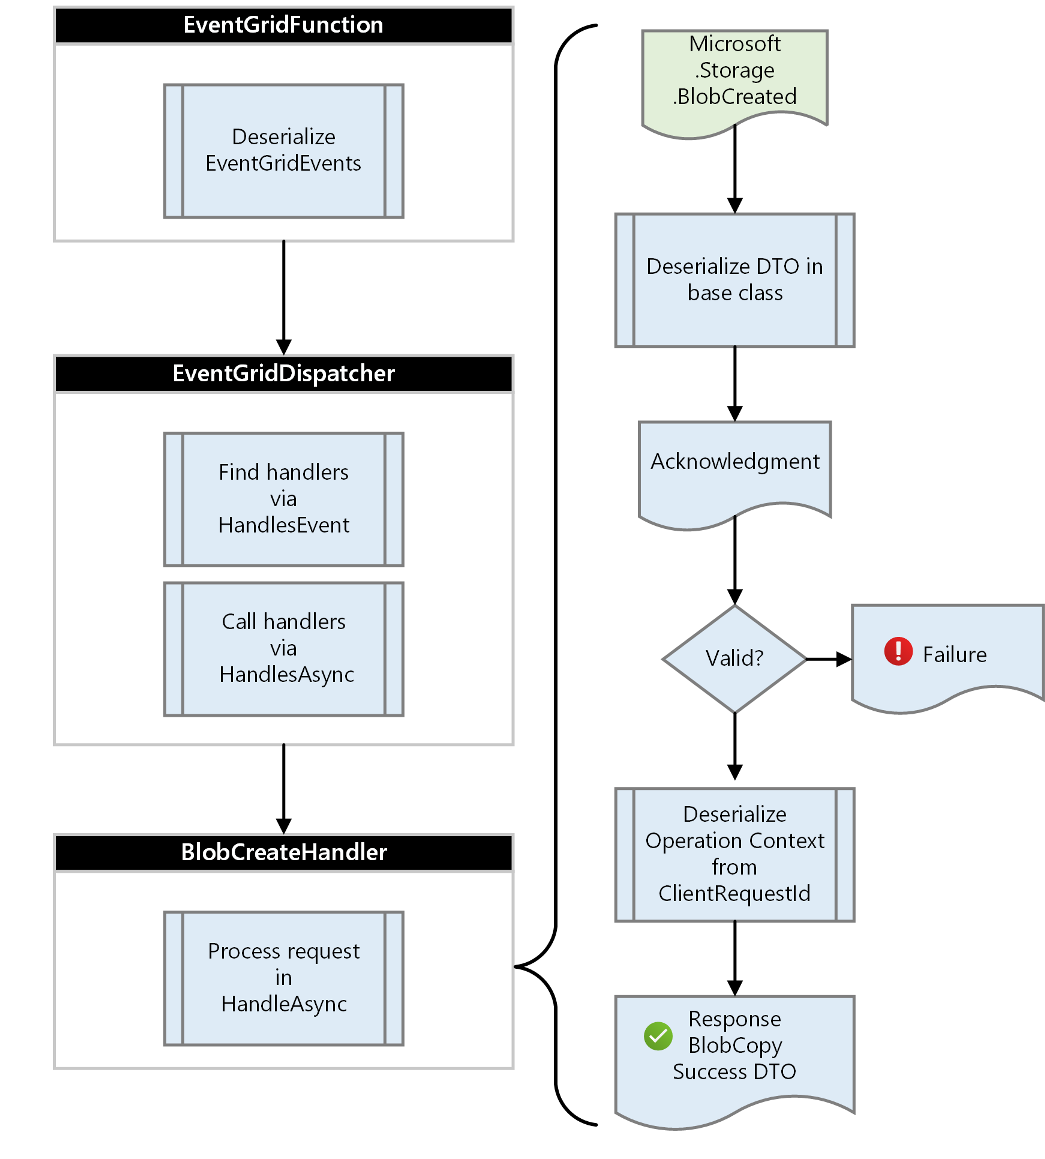 EventGridFunction
Deserialize
EventGridEvents
EventGridDispatcher
Find handlers
via
HandlesEvent
Call handlers
via
HandlesAsync
BlobCreateHandler
Process request
in
HandleAsync
Microsoft
.Storage
.BlobCreated
Deserialize DTO in
base class
Acknowledgment
Valid?
Failure
Deserialize
Operation Context
from
ClientRequestId
Response
BlobCopy
Success DTO